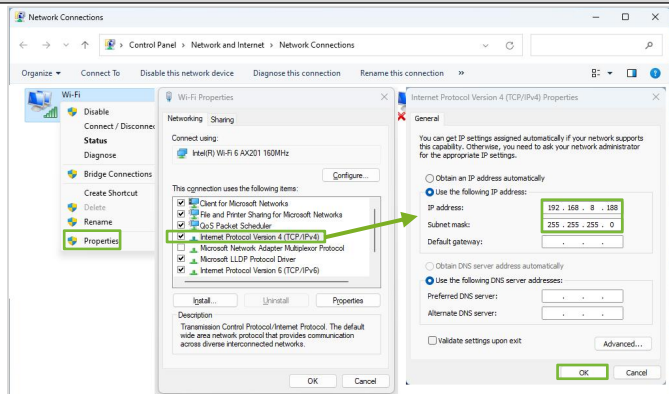 Network Connections
Control Panel > Network and Internet > Network Connections
Organize Connect To Disable this network device Diagnose this connection Rename this connection »
Wi-Fi
Disable
Connect / Disconnec
Status
Diagnose
Bridge Connections
Create Shortcut
Delete
Rename
Properties
Wi-Fi Properties
Networking Sharing
Connect using:
Intel(R) Wi-Fi 6 AX201 160MHz
Configure...
This connection uses the following items:
Client for Microsoft Networks
File and Printer Sharing for Microsoft Networks
QoS Packet Scheduler
Internet Protocol Version 4 (TCP/IPv4)
Microsoft Network Adapter Multiplexor Protocol
Microsoft LLDP Protocol Driver
Internet Protocol Version 6 (TCP/IPv6)
Install... Uninstall Properties
Description
Transmission Control Protocol/Internet Protocol. The default
wide area network protocol that provides communication
across diverse interconnected networks.
OK Cancel
Internet Protocol Version 4 (TCP/IPv4) Properties
General
You can get IP settings assigned automatically if your network supports
this capability. Otherwise, you need to ask your network administrator
for the appropriate IP settings.
Obtain an IP address automatically
Use the following IP address:
IP address: 192 . 168 . 8 . 188
Subnet mask: 255 . 255 . 255 . 0
Default gateway: . . .
Obtain DNS server address automatically
Use the following DNS server addresses:
Preferred DNS server: . . .
Alternate DNS server: . . .
Validate settings upon exit
Advanced...
OK Cancel